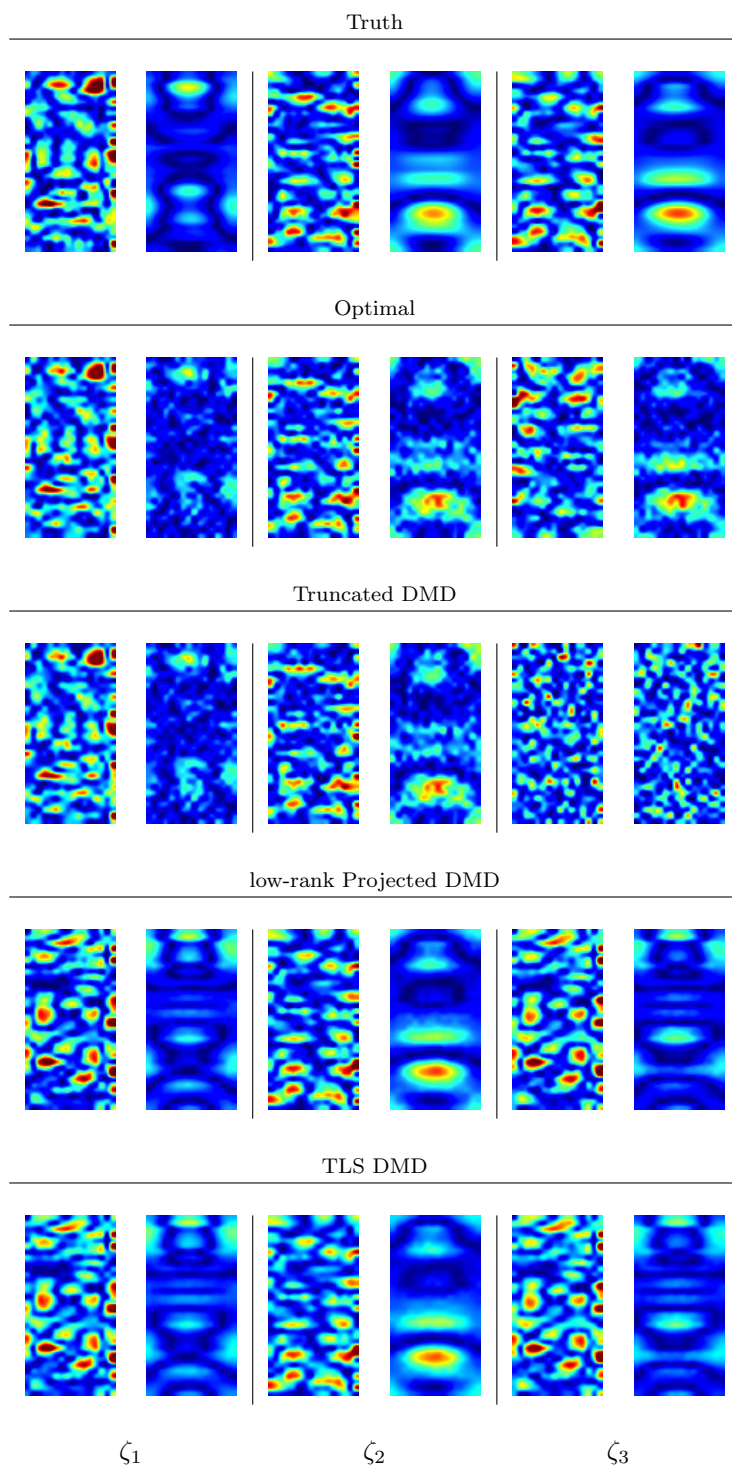 Truth
Optimal
Truncated DMD
low-rank Projected DMD
TLS DMD
ζ1 ζ2 ζ3